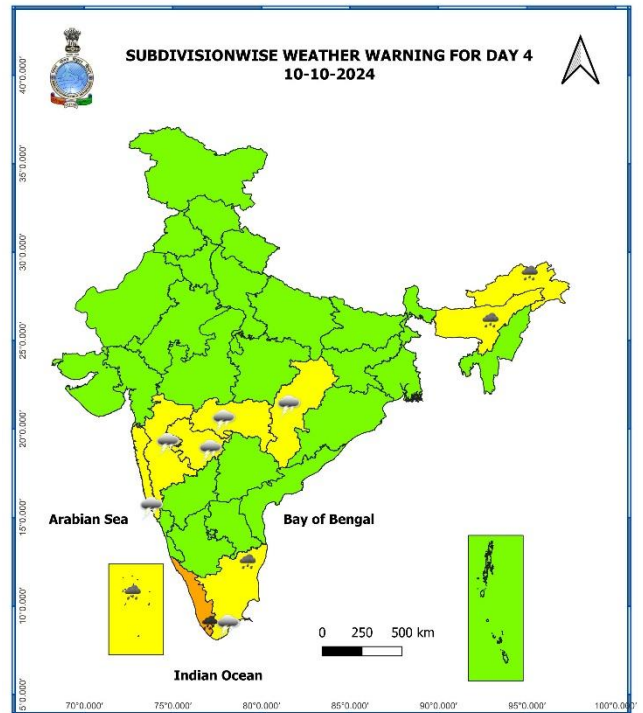 SUBDIVISIONWISE WEATHER WARNING FOR DAY 4
10-10-2024
40°0.000'
35°0.000'
30°0.000'
25°0.000'
20°0.000'
15°0.000'
10°0.000'
5°0.000'
Arabian Sea
Bay of Bengal
0 250 500 km
Indian Ocean
70°0.000' 75°0.000' 80°0.000' 85°0.000' 90°0.000' 95°0.000' 100°0.000'